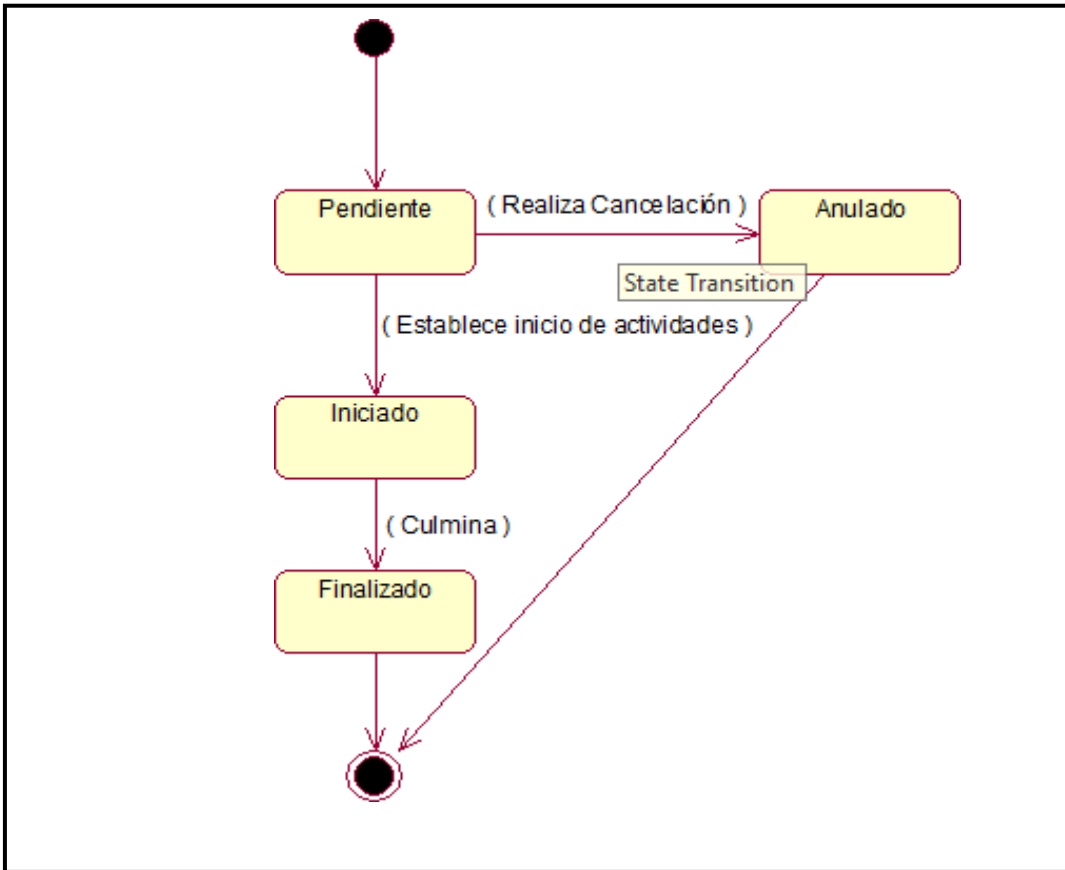 Pendiente
( Realiza Cancelación )
Anulado
State Transition
( Establece inicio de actividades )
Iniciado
( Culmina )
Finalizado